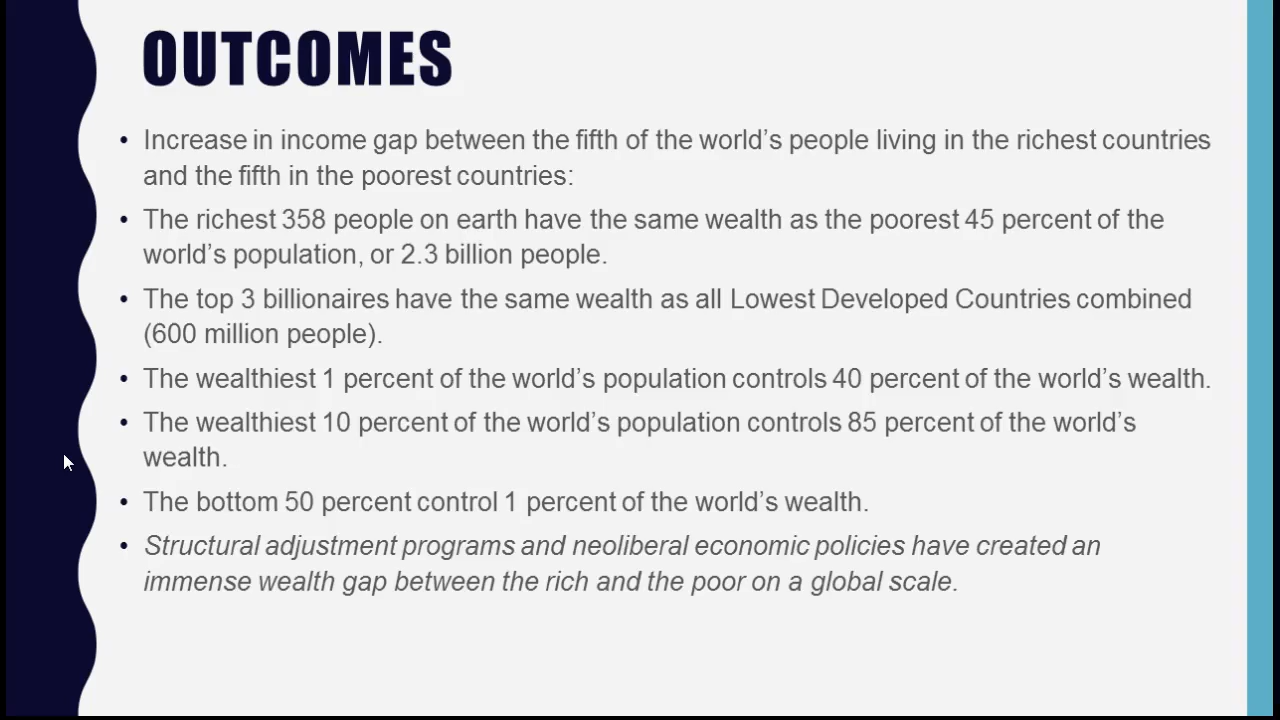 OUTCOMES
• Increase in income gap between the fifth of the world’s people living in the richest countries
and the fifth in the poorest countries:
• The richest 358 people on earth have the same wealth as the poorest 45 percent of the
world’s population, or 2.3 billion people.
• The top 3 billionaires have the same wealth as all Lowest Developed Countries combined
(600 million people).
• The wealthiest 1 percent of the world’s population controls 40 percent of the world’s wealth.
• The wealthiest 10 percent of the world’s population controls 85 percent of the world’s
wealth.
• The bottom 50 percent control 1 percent of the world’s wealth.
• Structural adjustment programs and neoliberal economic policies have created an
immense wealth gap between the rich and the poor on a global scale.